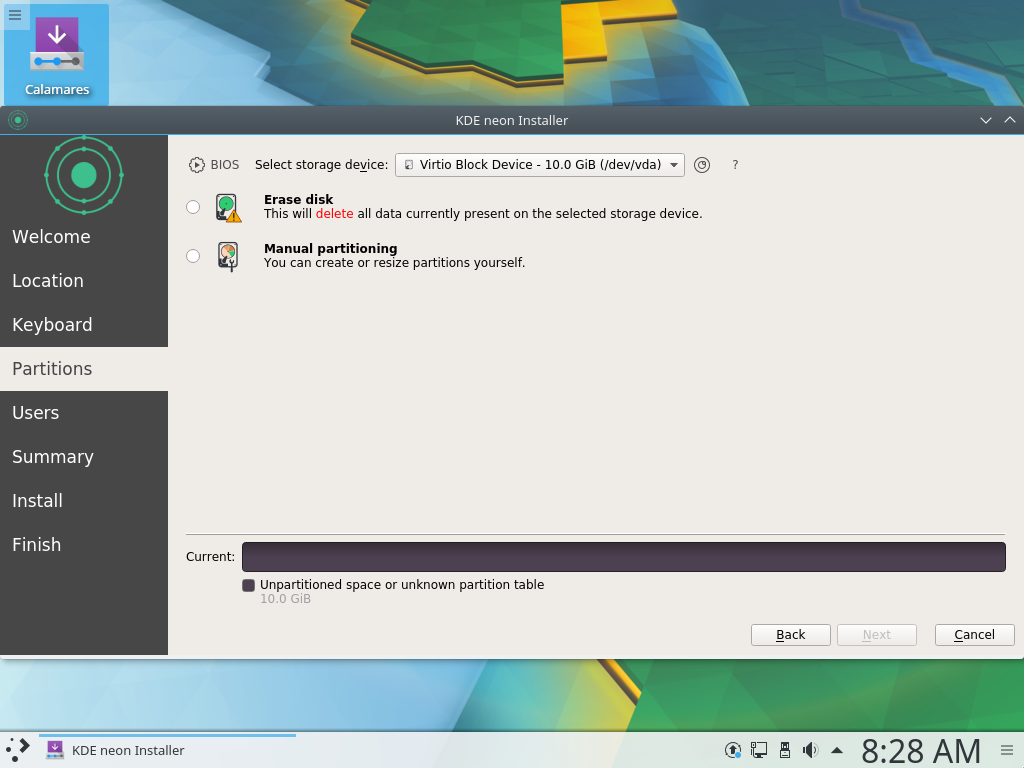 Calamares
KDE neon Installer
BIOS Select storage device: Virtio Block Device - 10.0 GiB (/dev/vda) ?
Erase disk
This will delete all data currently present on the selected storage device.
Manual partitioning
You can create or resize partitions yourself.
Welcome
Location
Keyboard
Partitions
Users
Summary
Install
Finish
Current:
Unpartitioned space or unknown partition table
10.0 GiB
Back Next Cancel
KDE neon Installer 8:28 AM